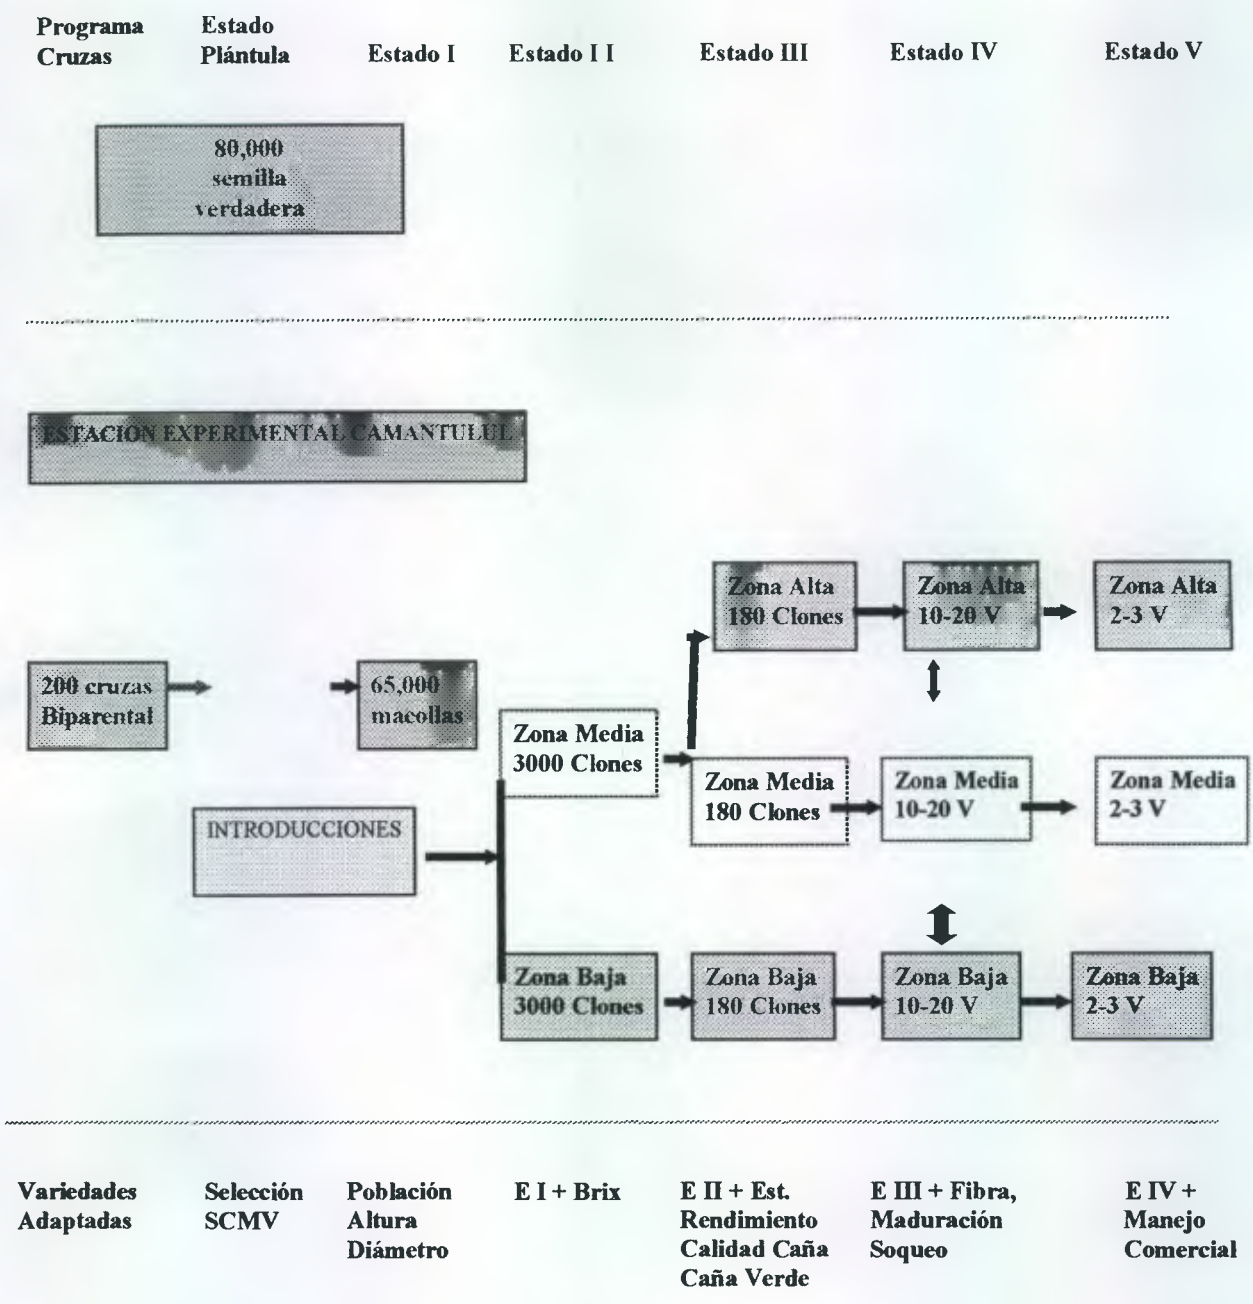 Programa
Cruzas
Estado
Plántula
Estado I
Estado I I
Estado III
Estado IV
Estado V
80,000
semilla
verdadera
ESTACION EXPERIMENTAL CAMANTULUL
200 cruzas
Biparental
65,000
macollas
INTRODUCCIONES
Zona Media
3000 Clones
Zona Baja
3000 Clones
Zona Alta
180 Clones
Zona Media
180 Clones
Zona Baja
180 Clones
Zona Alta
10-20 V
Zona Media
10-20 V
Zona Baja
10-20 V
Zona Alta
2-3 V
Zona Media
2-3 V
Zona Baja
2-3 V
Variedades
Adaptadas
Selección
SCMV
Población
Altura
Diámetro
E I + Brix
E II + Est.
Rendimiento
Calidad Caña
Caña Verde
E III + Fibra,
Maduración
Soqueo
E IV +
Manejo
Comercial